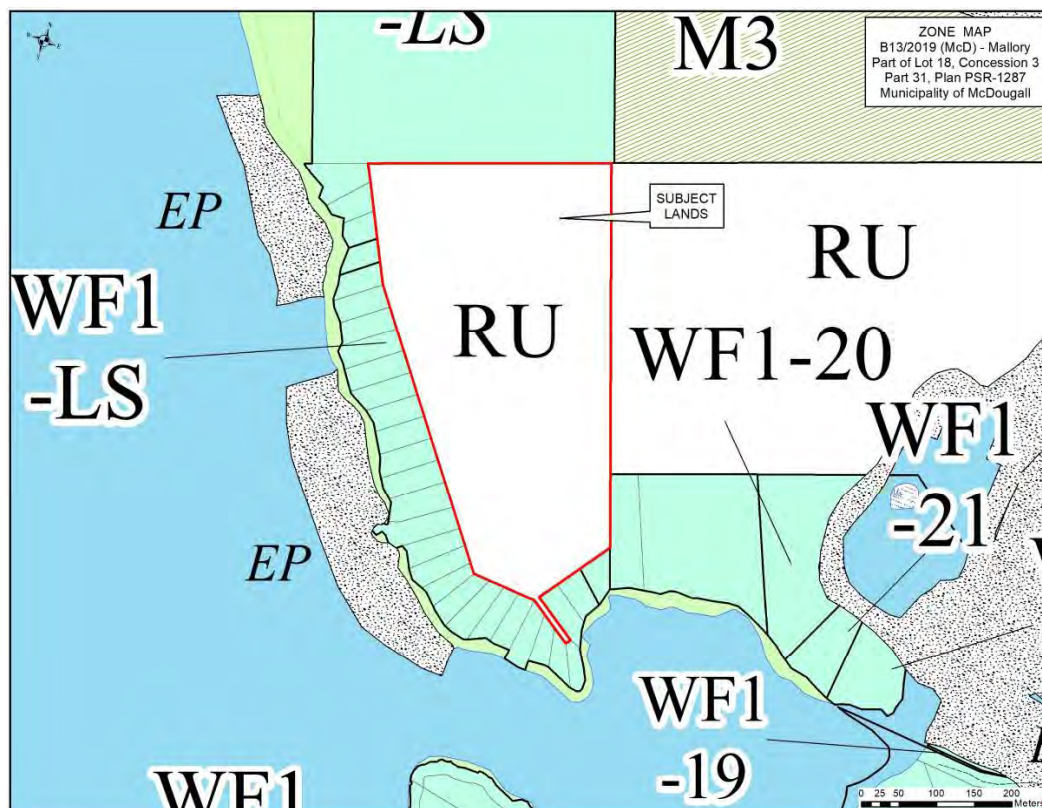 -LS
M3
ZONE MAP
B13/2019 (McD) - Mallory
Part of Lot 18, Concession 3
Part 31, Plan PSR-1287
Municipality of McDougall
EP
SUBJECT
LANDS
RU
WF1
-LS
RU
WF1-20
WF1
-21
EP
WF1
-19
WF1
0 25 50 100 150 200
Meters